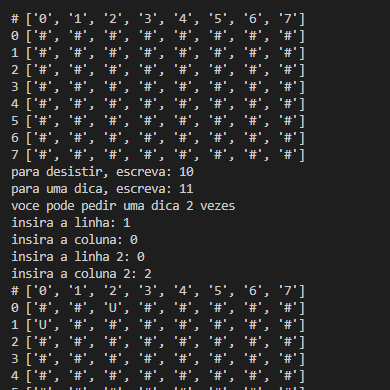 # ['0', '1', '2', '3', '4', '5', '6', '7']
0 ['#', '#', '#', '#', '#', '#', '#', '#']
1 ['#', '#', '#', '#', '#', '#', '#', '#']
2 ['#', '#', '#', '#', '#', '#', '#', '#']
3 ['#', '#', '#', '#', '#', '#', '#', '#']
4 ['#', '#', '#', '#', '#', '#', '#', '#']
5 ['#', '#', '#', '#', '#', '#', '#', '#']
6 ['#', '#', '#', '#', '#', '#', '#', '#']
7 ['#', '#', '#', '#', '#', '#', '#', '#']
para desistir, escreva: 10
para uma dica, escreva: 11
voce pode pedir uma dica 2 vezes
insira a linha: 1
insira a coluna: 0
insira a linha 2: 0
insira a coluna 2: 2
# ['0', '1', '2', '3', '4', '5', '6', '7']
0 ['#', '#', 'U', '#', '#', '#', '#', '#']
1 ['U', '#', '#', '#', '#', '#', '#', '#']
2 ['#', '#', '#', '#', '#', '#', '#', '#']
3 ['#', '#', '#', '#', '#', '#', '#', '#']
4 ['#', '#', '#', '#', '#', '#', '#', '#']